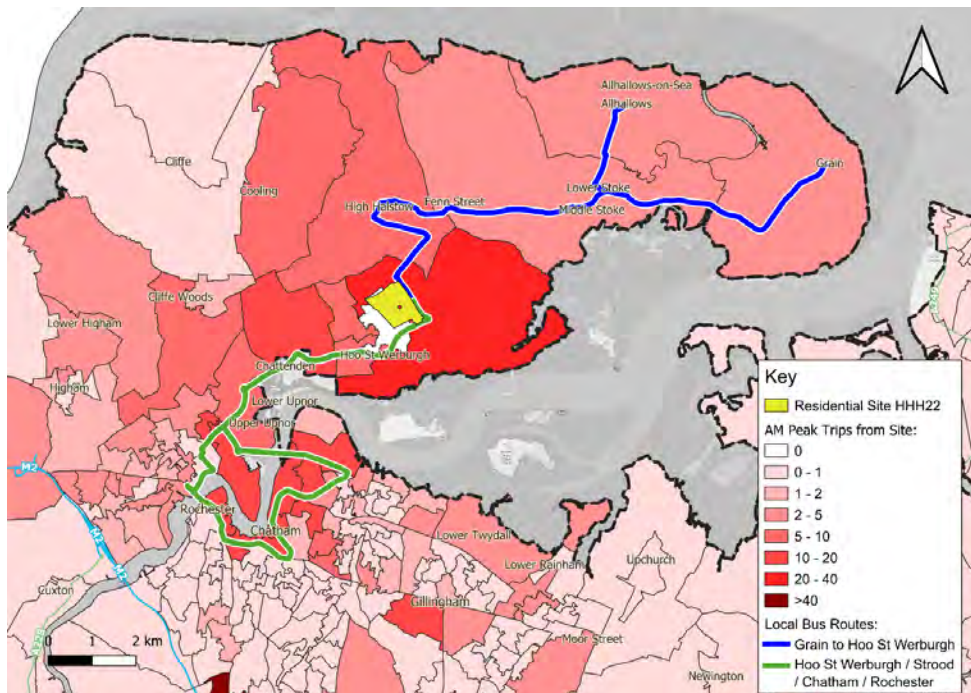 Allhallows-on-Sea
Allhallows
Cliffe
Grain
Cooling
Lower Stoke
High Halstow
Fenn Street
Middle Stoke
Cliffe Woods
Lower Higham
Hoo St Werburgh
Chattenden
Higham
Lower Upnor
Upper Upnor
M2
Rochester
Chatham
Lower Twydall
M2
M2
Lower Rainham
Upchurch
Cuxton
Gillingham
Moor Street
Newington
A228
A249
0 1 2 km
Key
Residential Site HHH22
AM Peak Trips from Site:
0
0 - 1
1 - 2
2 - 5
5 - 10
10 - 20
20 - 40
>40
Local Bus Routes:
Grain to Hoo St Werburgh
Hoo St Werburgh / Strood
/ Chatham / Rochester